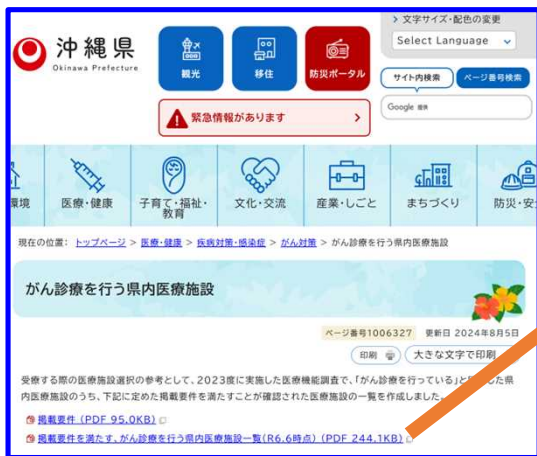 文字サイズ・配色の変更
Select Language
沖縄県
Okinawa Prefecture
観光
移住
防災ポータル
サイト内検索
ページ番号検索
Google 提供
緊急情報があります
環境
医療・健康
子育て・福祉・
教育
文化・交流
産業・しごと
まちづくり
防災・安
現在の位置： トップページ > 医療・健康 > 疾病対策・感染症 > がん対策 > がん診療を行う県内医療施設
がん診療を行う県内医療施設
ページ番号1006327 更新日 2024年8月5日
印刷
大きな文字で印刷
受療する際の医療施設選択の参考として、2023度に実施した医療機能調査で、「がん診療を行っている」と した県
内医療施設のうち、下記に定めた掲載要件を満たすことが確認された医療施設の一覧を作成しました。
掲載要件 (PDF 95.0KB)
掲載要件を満たす、がん診療を行う県内医療施設一覧(R6.6時点) (PDF 244.1KB)